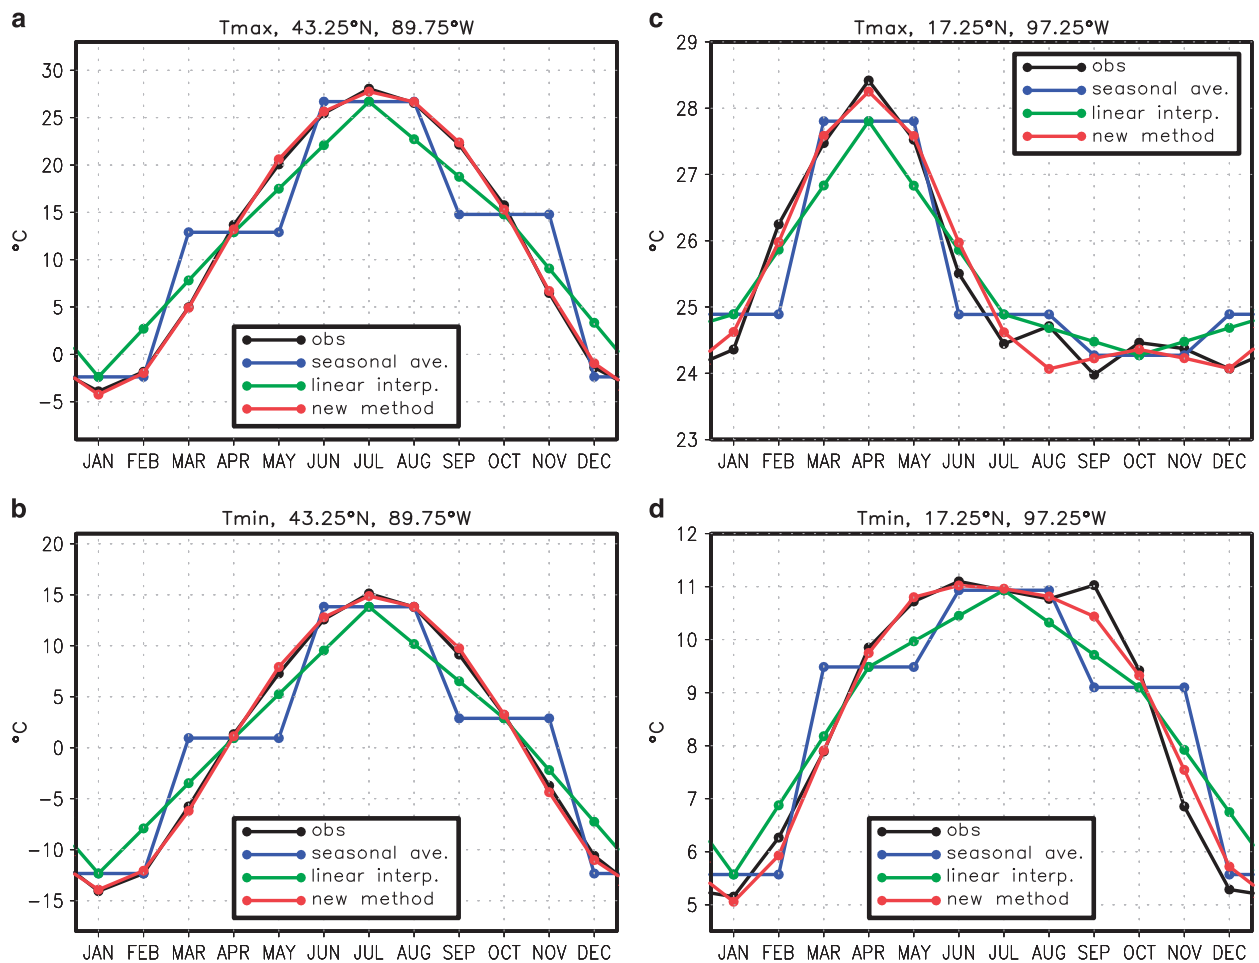 a
Tmax, 43.25°N, 89.75°W
30
25
20
15
10
5
0
−5
°C
obs
seasonal ave.
linear interp.
new method
JAN FEB MAR APR MAY JUN JUL AUG SEP OCT NOV DEC
c
Tmax, 17.25°N, 97.25°W
29
28
27
26
25
24
23
°C
obs
seasonal ave.
linear interp.
new method
JAN FEB MAR APR MAY JUN JUL AUG SEP OCT NOV DEC
b
Tmin, 43.25°N, 89.75°W
20
15
10
5
0
−5
−10
−15
°C
obs
seasonal ave.
linear interp.
new method
JAN FEB MAR APR MAY JUN JUL AUG SEP OCT NOV DEC
d
Tmin, 17.25°N, 97.25°W
12
11
10
9
8
7
6
5
°C
obs
seasonal ave.
linear interp.
new method
JAN FEB MAR APR MAY JUN JUL AUG SEP OCT NOV DEC